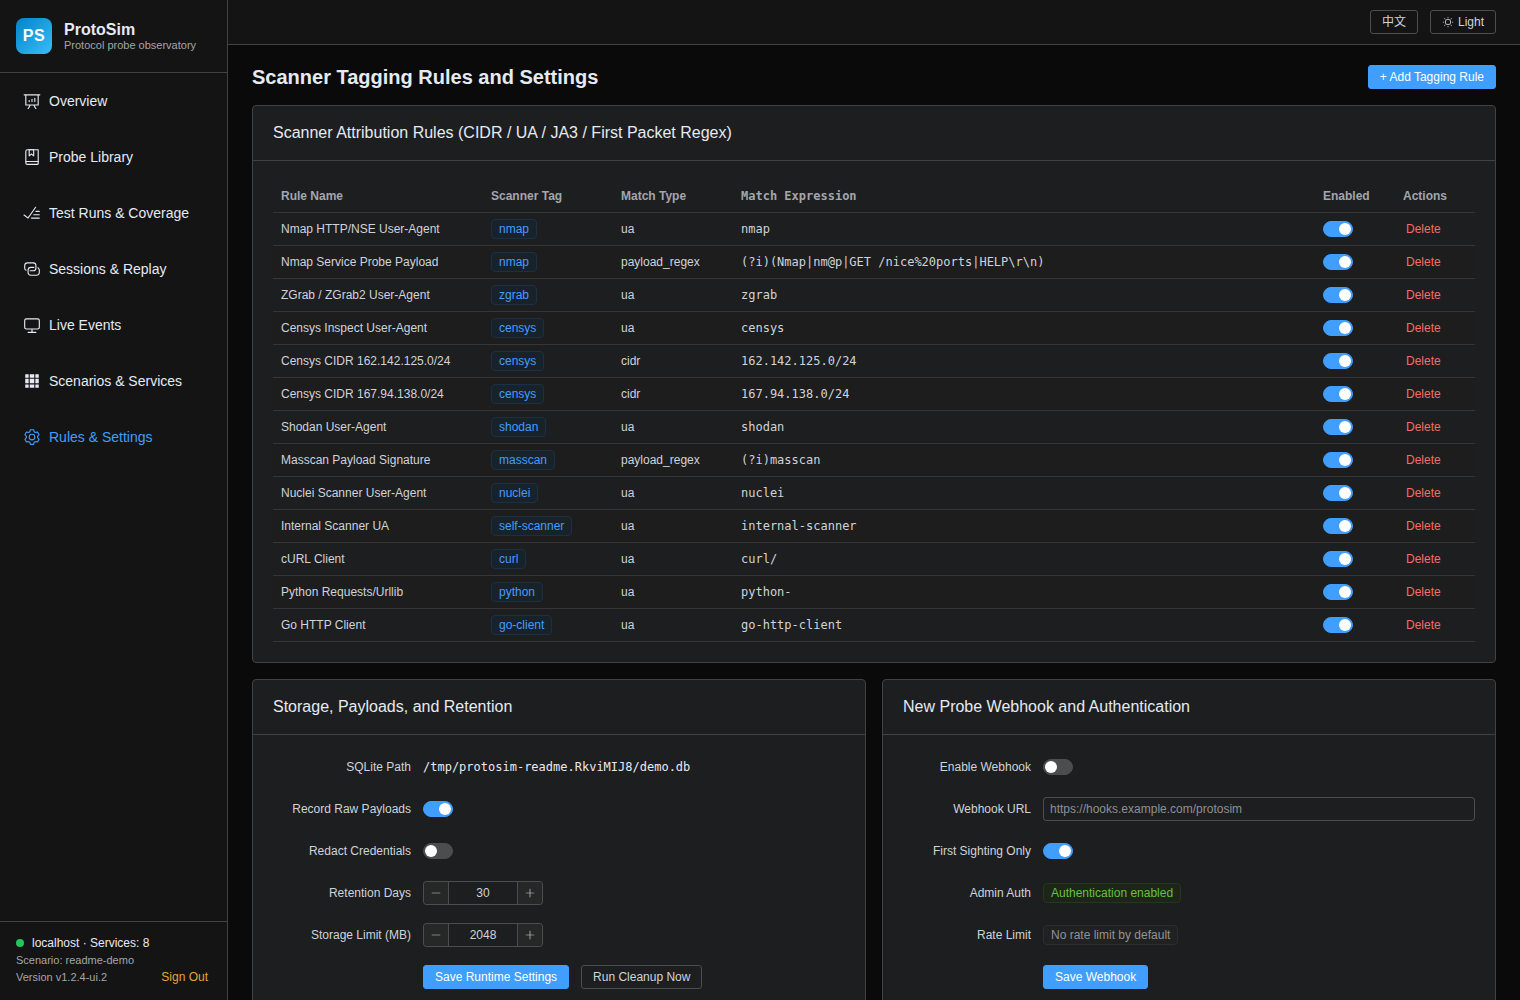 PS
ProtoSim
Protocol probe observatory
Overview
Probe Library
Test Runs & Coverage
Sessions & Replay
Live Events
Scenarios & Services
Rules & Settings
localhost · Services: 8
Scenario: readme-demo
Version v1.2.4-ui.2 Sign Out
中文 Light
Scanner Tagging Rules and Settings + Add Tagging Rule
Scanner Attribution Rules (CIDR / UA / JA3 / First Packet Regex)
Rule Name Scanner Tag Match Type Match Expression Enabled Actions
Nmap HTTP/NSE User-Agent nmap ua nmap Delete
Nmap Service Probe Payload nmap payload_regex (?i)(Nmap|nm@p|GET /nice%20ports|HELP\r\n) Delete
ZGrab / ZGrab2 User-Agent zgrab ua zgrab Delete
Censys Inspect User-Agent censys ua censys Delete
Censys CIDR 162.142.125.0/24 censys cidr 162.142.125.0/24 Delete
Censys CIDR 167.94.138.0/24 censys cidr 167.94.138.0/24 Delete
Shodan User-Agent shodan ua shodan Delete
Masscan Payload Signature masscan payload_regex (?i)masscan Delete
Nuclei Scanner User-Agent nuclei ua nuclei Delete
Internal Scanner UA self-scanner ua internal-scanner Delete
cURL Client curl ua curl/ Delete
Python Requests/Urllib python ua python- Delete
Go HTTP Client go-client ua go-http-client Delete
Storage, Payloads, and Retention
SQLite Path /tmp/protosim-readme.RkviMIJ8/demo.db
Record Raw Payloads
Redact Credentials
Retention Days − 30 +
Storage Limit (MB) − 2048 +
Save Runtime Settings Run Cleanup Now
New Probe Webhook and Authentication
Enable Webhook
Webhook URL https://hooks.example.com/protosim
First Sighting Only
Admin Auth Authentication enabled
Rate Limit No rate limit by default
Save Webhook